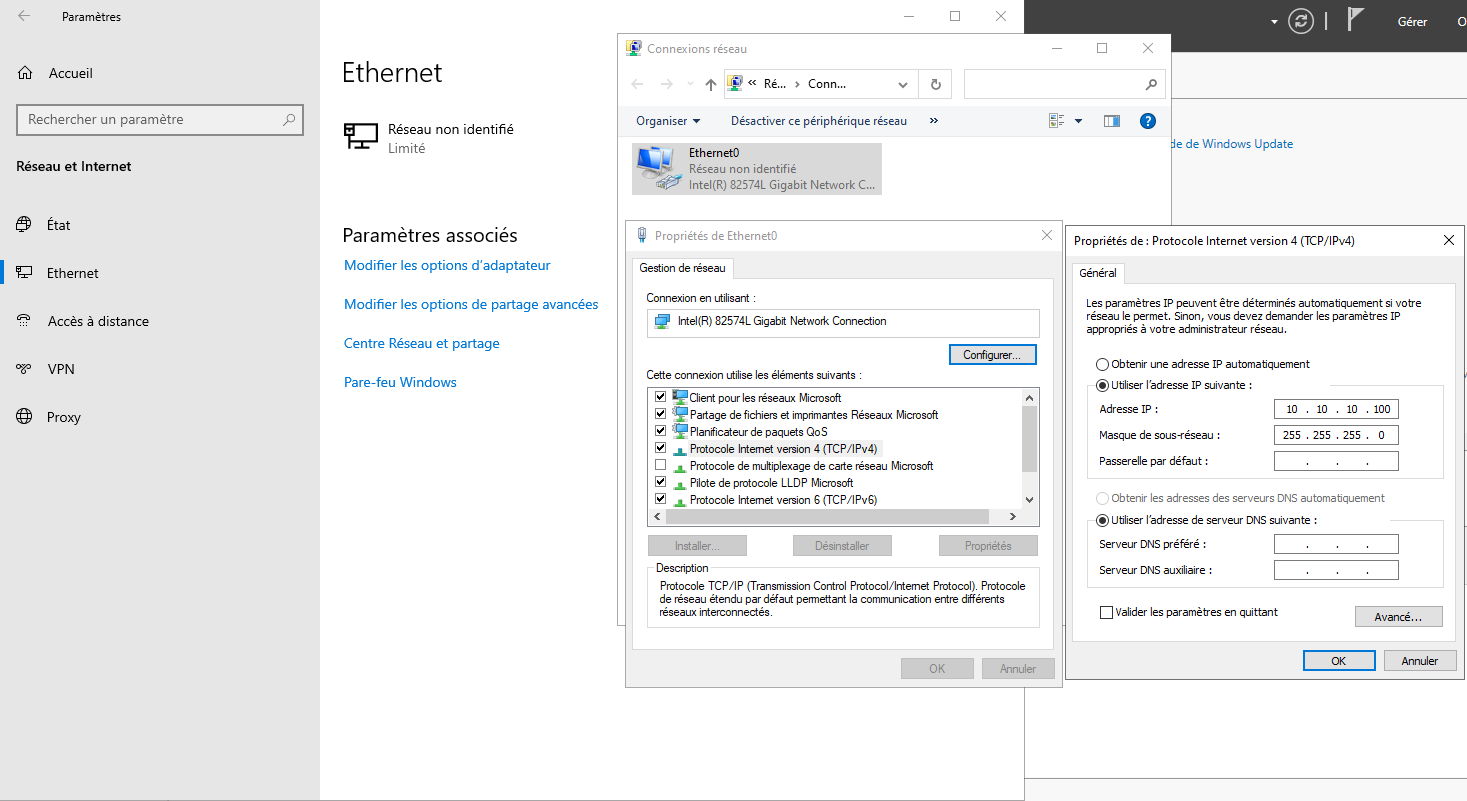 Paramètres
Accueil
Rechercher un paramètre
Réseau et Internet
État
Ethernet
Accès à distance
VPN
Proxy
Ethernet
Réseau non identifié
Limité
Paramètres associés
Modifier les options d'adaptateur
Modifier les options de partage avancées
Centre Réseau et partage
Pare-feu Windows
Connexions réseau
« Ré... › Conn...
Organiser
Désactiver ce périphérique réseau
»
Ethernet0
Réseau non identifié
Intel(R) 82574L Gigabit Network C...
Propriétés de Ethernet0
Gestion de réseau
Connexion en utilisant :
Intel(R) 82574L Gigabit Network Connection
Configurer...
Cette connexion utilise les éléments suivants :
Client pour les réseaux Microsoft
Partage de fichiers et imprimantes Réseaux Microsoft
Planificateur de paquets QoS
Protocole Internet version 4 (TCP/IPv4)
Protocole de multiplexage de carte réseau Microsoft
Pilote de protocole LLDP Microsoft
Protocole Internet version 6 (TCP/IPv6)
Installer...
Désinstaller
Propriétés
Description
Protocole TCP/IP (Transmission Control Protocol/Internet Protocol). Protocole
de réseau étendu par défaut permettant la communication entre différents
réseaux interconnectés.
OK
Annuler
Gérer
O
de de Windows Update
Propriétés de : Protocole Internet version 4 (TCP/IPv4)
Général
Les paramètres IP peuvent être déterminés automatiquement si votre
réseau le permet. Sinon, vous devez demander les paramètres IP
appropriés à votre administrateur réseau.
Obtenir une adresse IP automatiquement
Utiliser l'adresse IP suivante :
Adresse IP : 10 . 10 . 10 . 100
Masque de sous-réseau : 255 . 255 . 255 . 0
Passerelle par défaut : . . .
Obtenir les adresses des serveurs DNS automatiquement
Utiliser l'adresse de serveur DNS suivante :
Serveur DNS préféré : . . .
Serveur DNS auxiliaire : . . .
Valider les paramètres en quittant
Avancé...
OK
Annuler